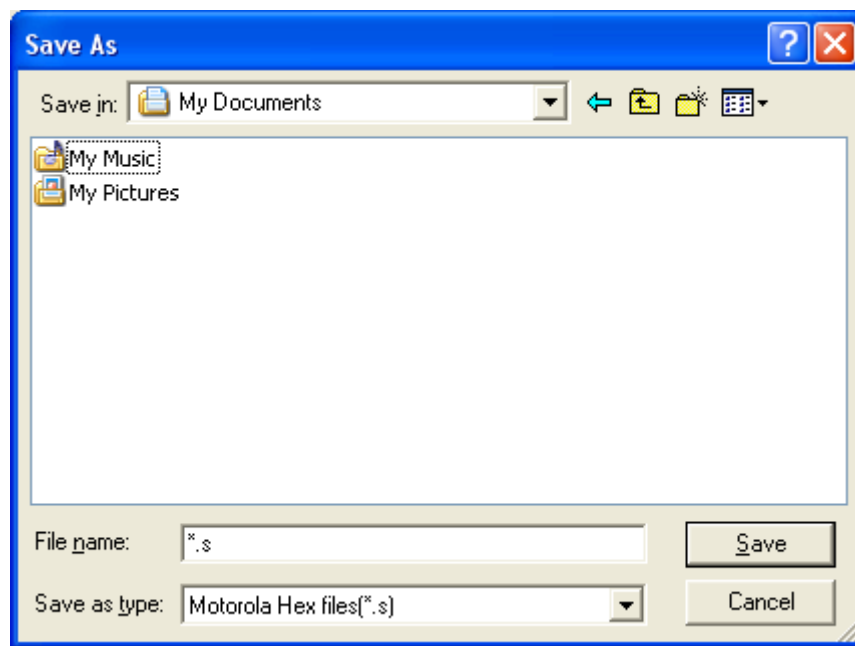 Save As
Save in: My Documents
My Music
My Pictures
File name: *.s Save
Save as type: Motorola Hex files(*.s) Cancel